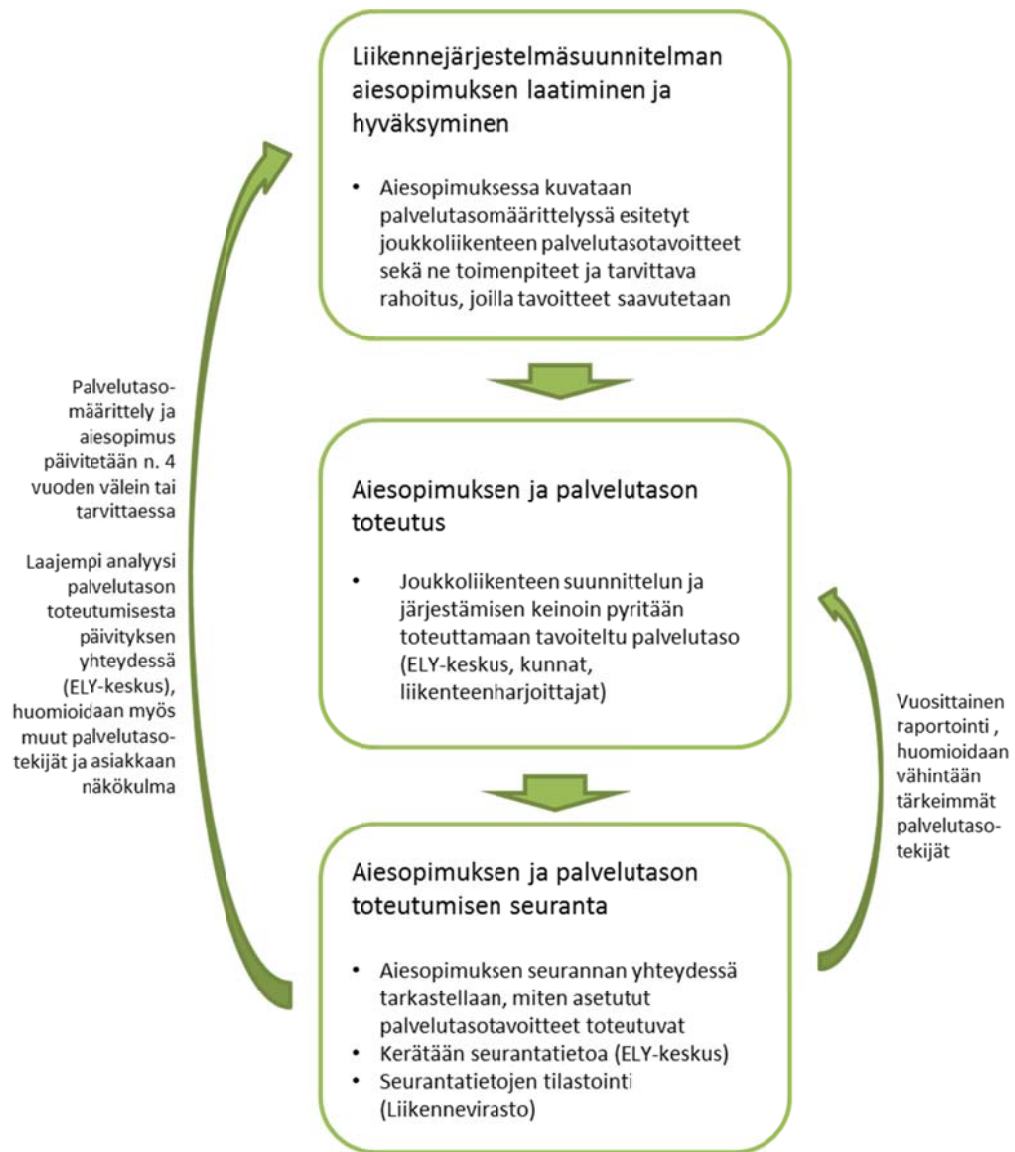 Liikennejärjestelmäsuunnitelman
aiesopimuksen laatiminen ja
hyväksyminen
• Aiesopimuksessa kuvataan
palvelutasomäärittelyssä esitetyt
joukkoliikenteen palvelutasotavoitteet
sekä ne toimenpiteet ja tarvittava
rahoitus, joilla tavoitteet saavutetaan
Palvelutaso-
määrittely ja
aiesopimus
päivitetään n. 4
vuoden välein tai
tarvittaessa
Laajempi analyysi
palvelutason
toteutumisesta
päivityksen
yhteydessä
(ELY-keskus),
huomioidaan myös
muut palvelutaso-
tekijät ja asiakkaan
näkökulma
Aiesopimuksen ja palvelutason
toteutus
• Joukkoliikenteen suunnittelun ja
järjestämisen keinoin pyritään
toteuttamaan tavoiteltu palvelutaso
(ELY-keskus, kunnat,
liikenteenharjoittajat)
Vuosittainen
raportointi ,
huomioidaan
vähintään
tärkeimmät
palvelutaso-
tekijät
Aiesopimuksen ja palvelutason
toteutumisen seuranta
• Aiesopimuksen seurannan yhteydessä
tarkastellaan, miten asetutut
palvelutasotavoitteet toteutuvat
• Kerätään seurantatietoa (ELY-keskus)
• Seurantatietojen tilastointi
(Liikennevirasto)